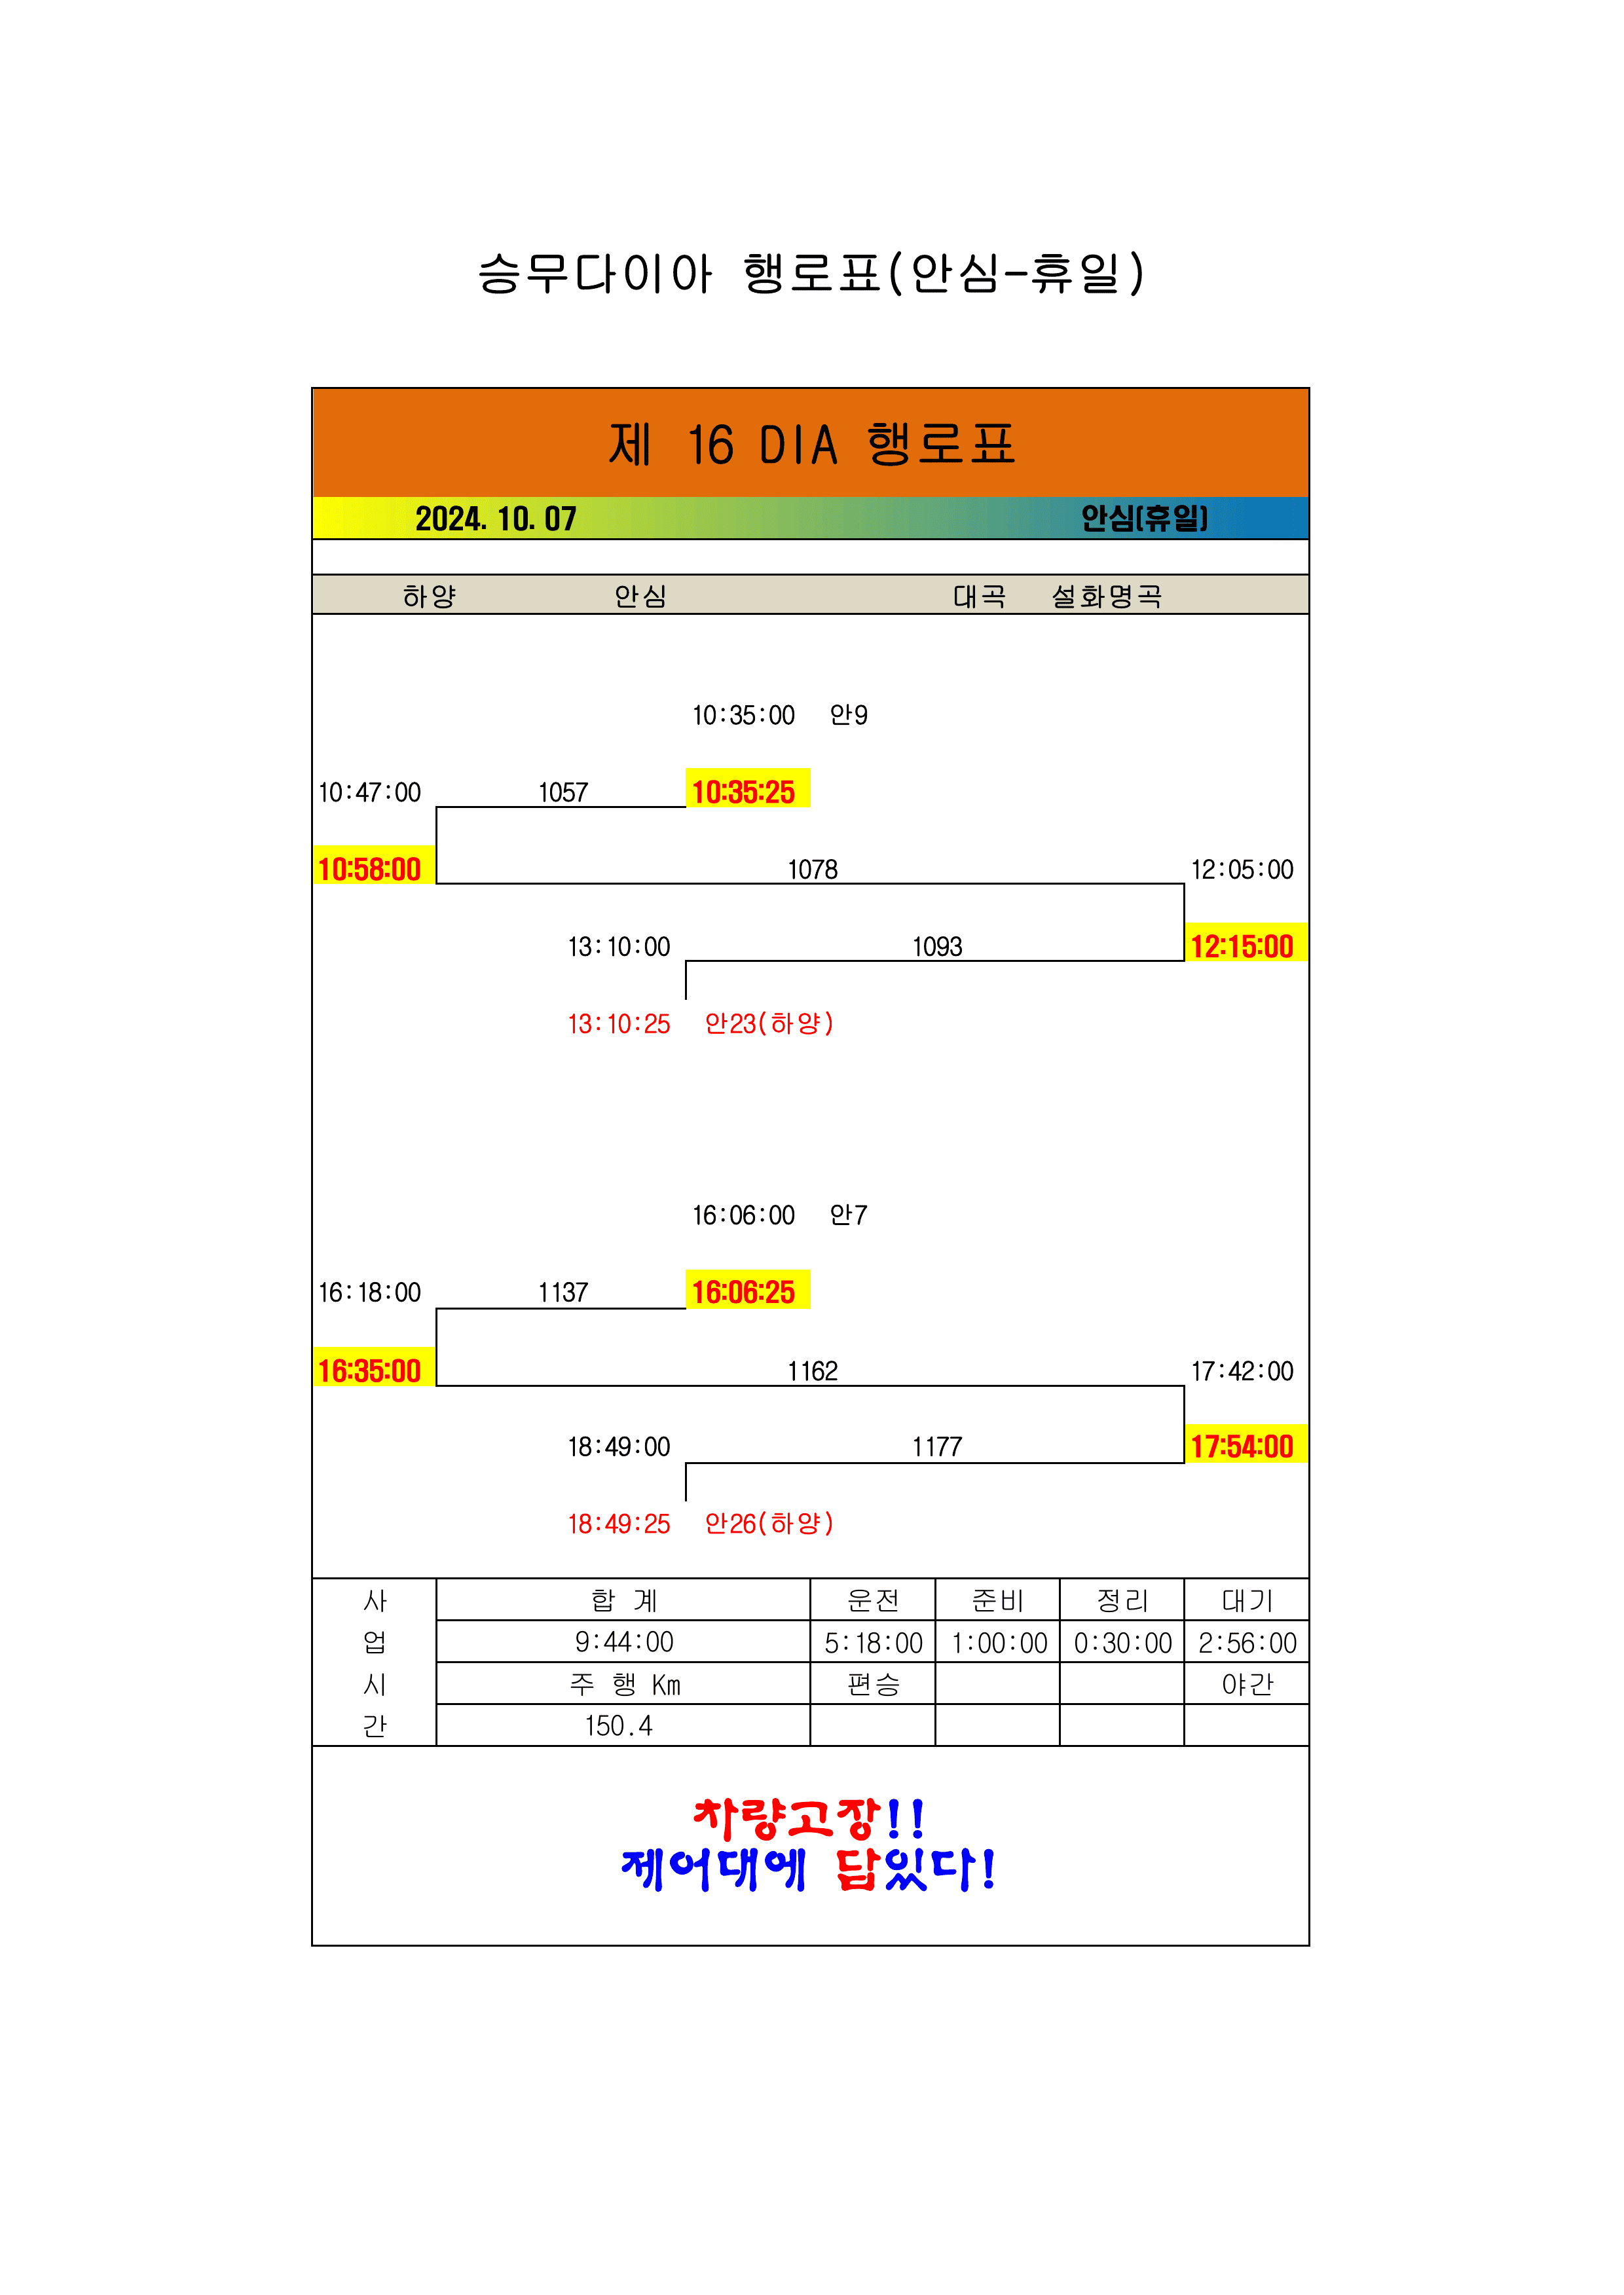 승무다이아 행로표(안심-휴일)
제 16 DIA 행로표
2024. 10. 07 안심(휴일)
하양 안심 대곡 설화명곡
10:35:00 안9
10:47:00 1057 10:35:25
10:58:00 1078 12:05:00
13:10:00 1093 12:15:00
13:10:25 안23(하양)
16:06:00 안7
16:18:00 1137 16:06:25
16:35:00 1162 17:42:00
18:49:00 1177 17:54:00
18:49:25 안26(하양)
사 합 계 운전 준비 정리 대기
업 9:44:00 5:18:00 1:00:00 0:30:00 2:56:00
시 주 행 Km 편승 야간
간 150.4
차량고장!!
제어대에 답있다!